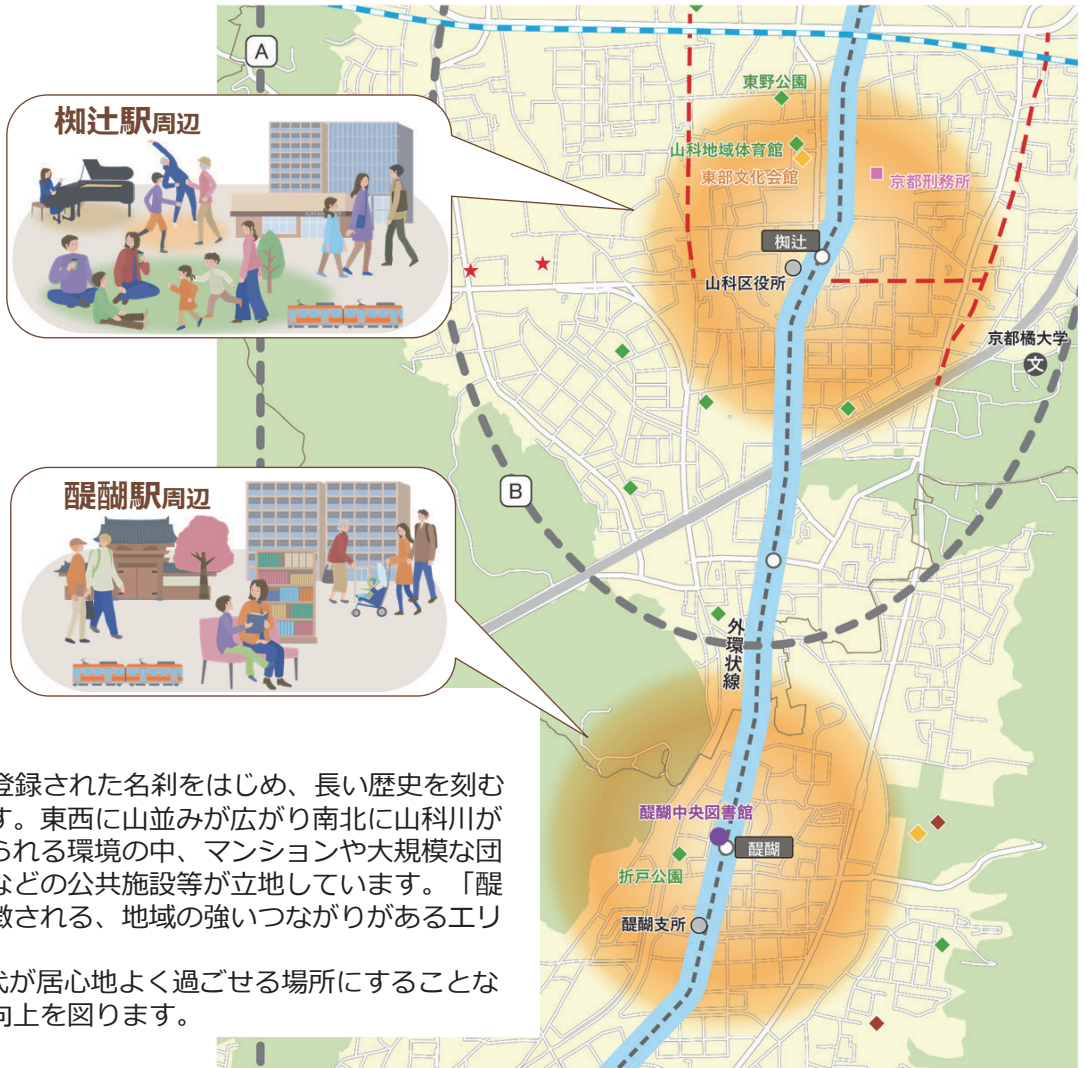 A
椥辻駅周辺
東野公園
山科地域体育館
東部文化会館
京都刑務所
椥辻
山科区役所
京都橘大学
文
醍醐駅周辺
B
外環状線
醍醐中央図書館
醍醐
折戸公園
醍醐支所
登録された名刹をはじめ、長い歴史を刻む
す。東西に山並みが広がり南北に山科川が
られる環境の中、マンションや大規模な団
などの公共施設等が立地しています。「醍
徴される、地域の強いつながりがあるエリ
代が居心地よく過ごせる場所にすることな
向上を図ります。